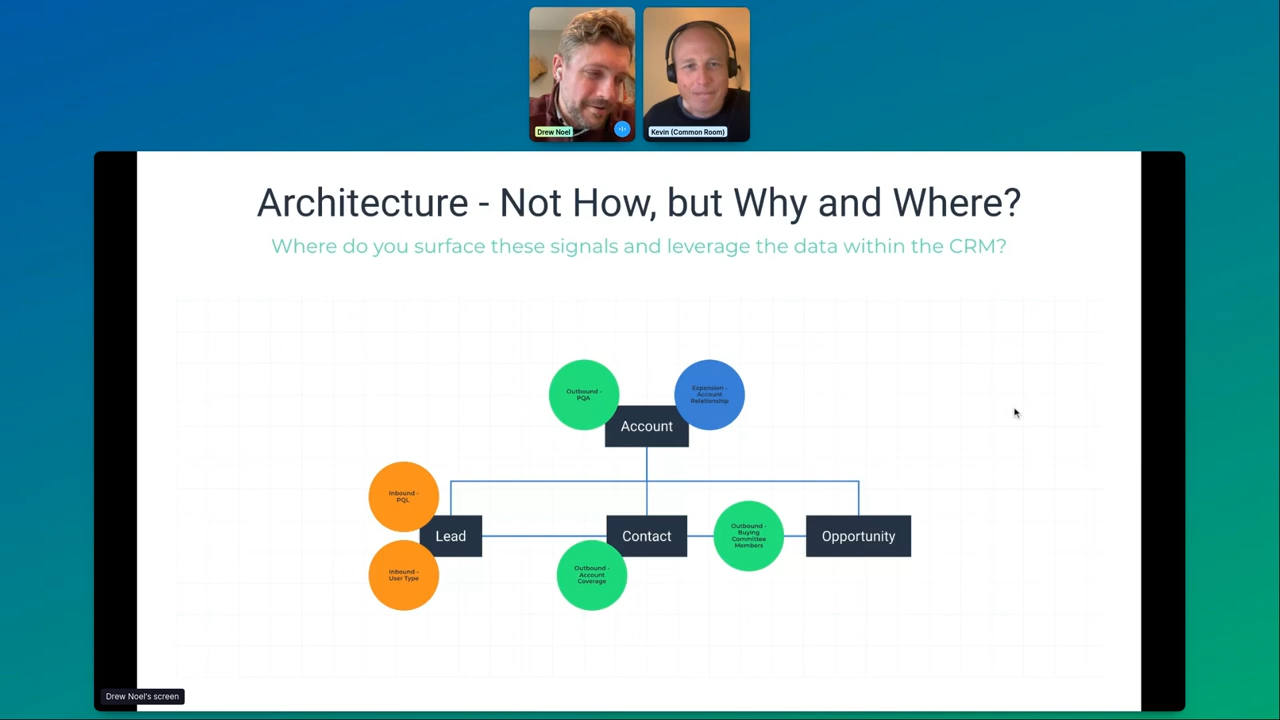 Drew Noel
Kevin (Common Room)
Architecture - Not How, but Why and Where?
Where do you surface these signals and leverage the data within the CRM?
Outbound -
PQA
Expansion -
Account
Relationship
Account
Inbound -
PQL
Lead
Contact
Outbound -
Buying
Committee
Members
Opportunity
Inbound -
User Type
Outbound -
Account
Coverage
Drew Noel's screen